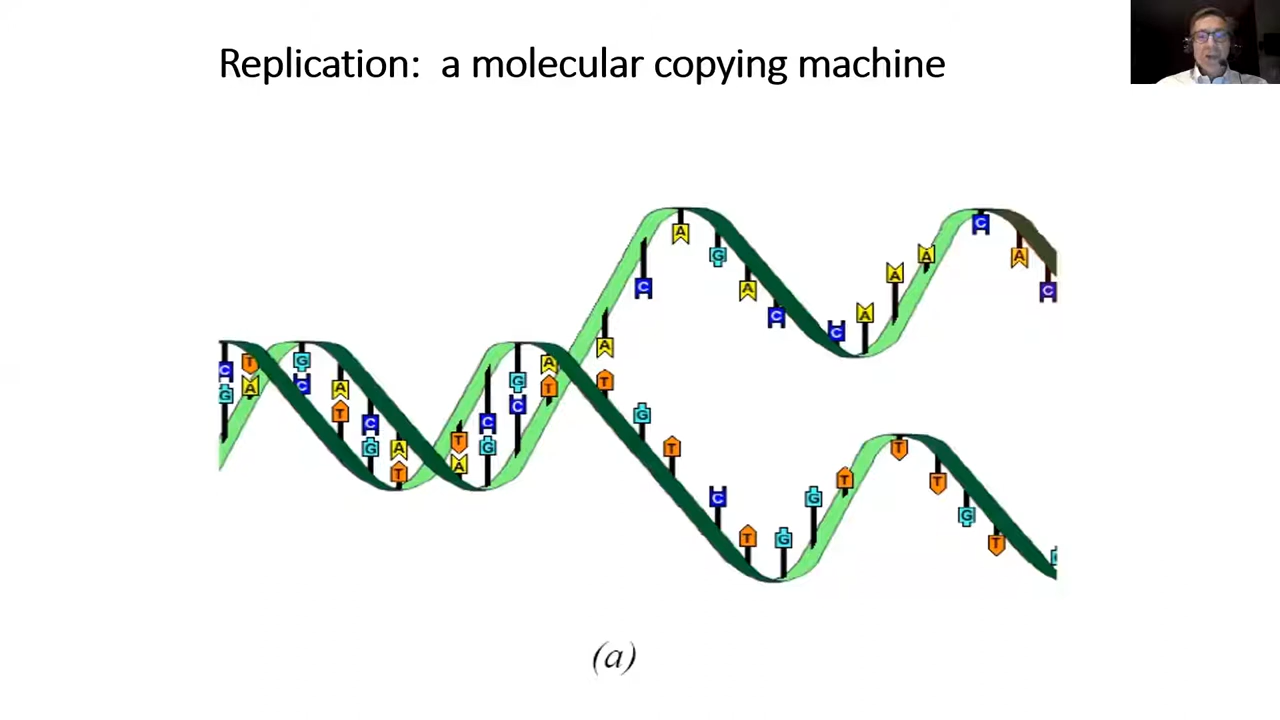 Replication: a molecular copying machine
C T G A C A T C G A A C A G A C C A A A C A C
G A C T G T A G C T T G T C T G G T T T G T
(a)